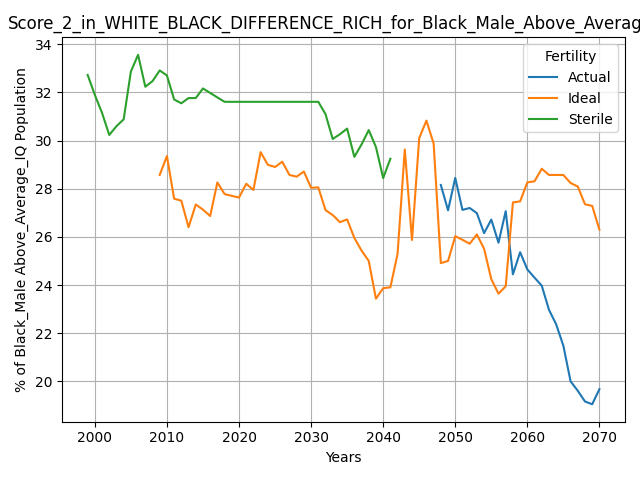 Score_2_in_WHITE_BLACK_DIFFERENCE_RICH_for_Black_Male_Above_Averag
% of Black_Male Above_Average_IQ Population
34
32
30
28
26
24
22
20
Fertility
Actual
Ideal
Sterile
2000 2010 2020 2030 2040 2050 2060 2070
Years